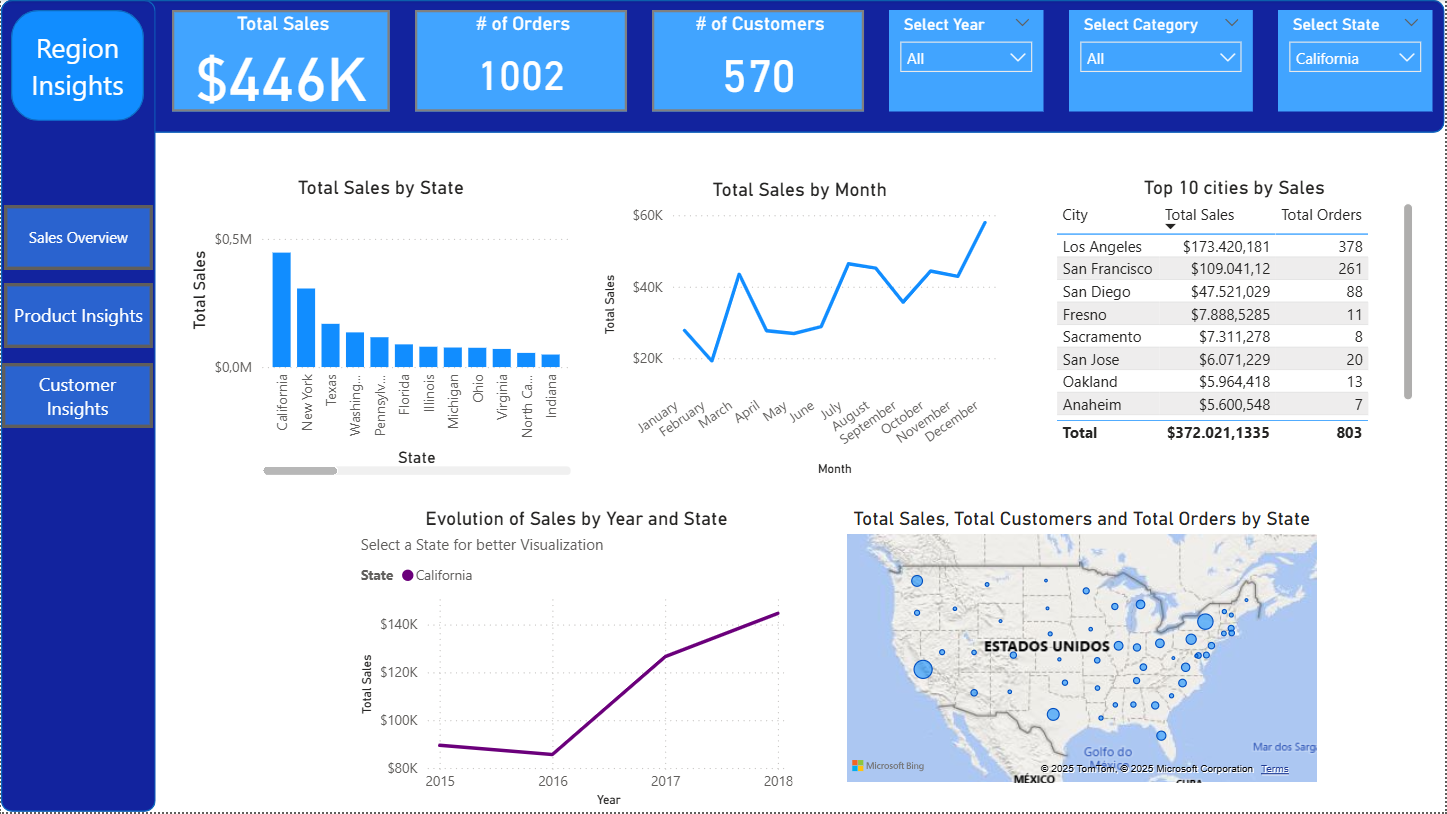 Region
Insights
Total Sales
$446K
# of Orders
1002
# of Customers
570
Select Year
All
Select Category
All
Select State
California
Sales Overview
Product Insights
Customer
Insights
Total Sales by State
Total Sales
$0,5M
$0,0M
California
New York
Texas
Washing...
Pennsylv...
Florida
Illinois
Michigan
Ohio
Virginia
North Ca...
Indiana
State
Total Sales by Month
Total Sales
$60K
$40K
$20K
January
February
March
April
May
June
July
August
September
October
November
December
Month
Top 10 cities by Sales
City Total Sales Total Orders
Los Angeles $173.420,181 378
San Francisco $109.041,12 261
San Diego $47.521,029 88
Fresno $7.888,5285 11
Sacramento $7.311,278 8
San Jose $6.071,229 20
Oakland $5.964,418 13
Anaheim $5.600,548 7
Total $372.021,1335 803
Evolution of Sales by Year and State
Select a State for better Visualization
State California
Total Sales
$140K
$120K
$100K
$80K
2015 2016 2017 2018
Year
Total Sales, Total Customers and Total Orders by State
ESTADOS UNIDOS
Golfo do
México
Mar dos Sarg
Microsoft Bing
© 2025 TomTom, © 2025 Microsoft Corporation Terms
MÉXICO
CUBA